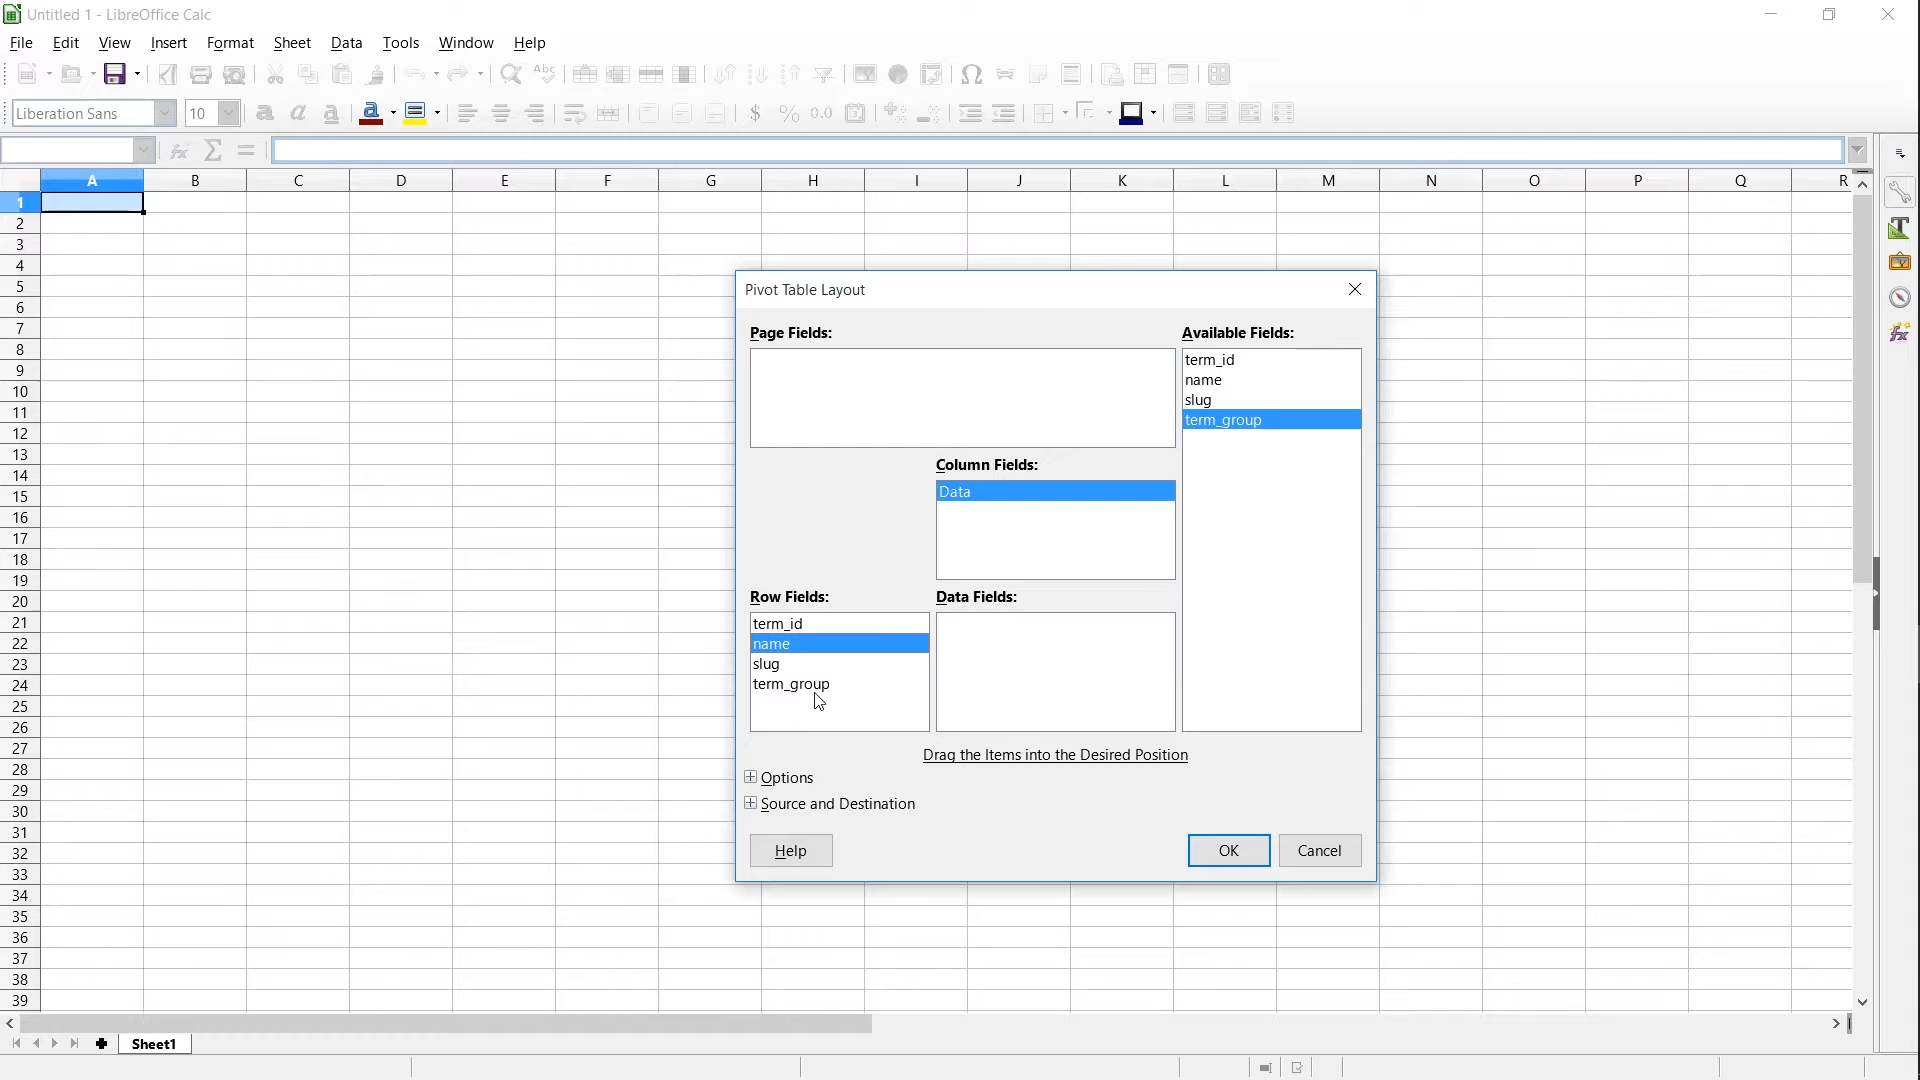 Untitled 1 - LibreOffice Calc
File Edit View Insert Format Sheet Data Tools Window Help
Liberation Sans 10
A B C D E F G H I J K L M N O P Q R
1
2
3
4
5
6
7
8
9
10
11
12
13
14
15
16
17
18
19
20
21
22
23
24
25
26
27
28
29
30
31
32
33
34
35
36
37
38
39
Pivot Table Layout
Page Fields:
Available Fields:
term_id
name
slug
term_group
Column Fields:
Data
Row Fields:
term_id
name
slug
term_group
Data Fields:
Drag the Items into the Desired Position
Options
Source and Destination
Help OK Cancel
Sheet1